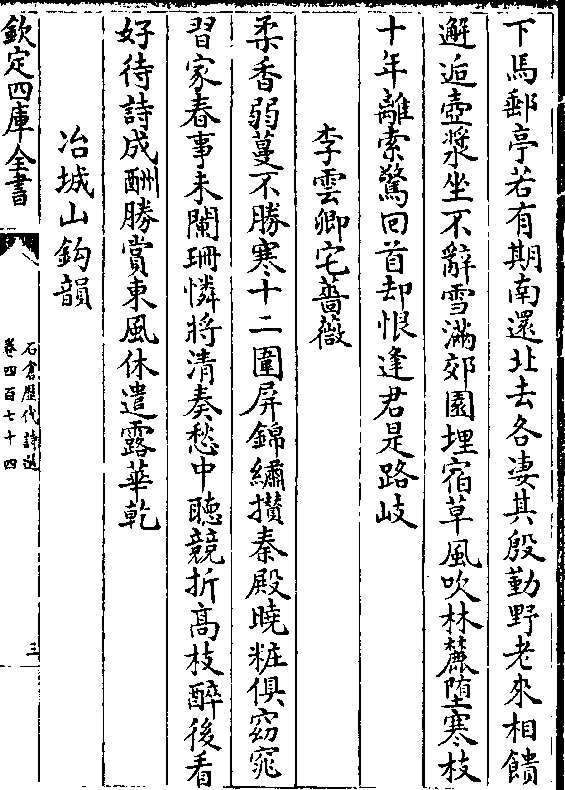 下馬郵亭若有期南還北去各淒其殷勤野老來相饋
邂逅壺漿坐不辭雪滿郊園埋宿草風吹林麓堕寒枝
十年離索驚回首却恨逢君是路岐
李雲卿宅薔薇
柔香弱蔓不勝寒十二圍屏錦繡攅秦殿曉粧俱窈窕
習家春事未闌珊憐將清奏愁中聽競折髙枝醉後看
好待詩成酬勝賞東風休遣露華乾
冶城山鈎韻
欽定四庫全書
石倉歴代詩選
卷四百七十四
三